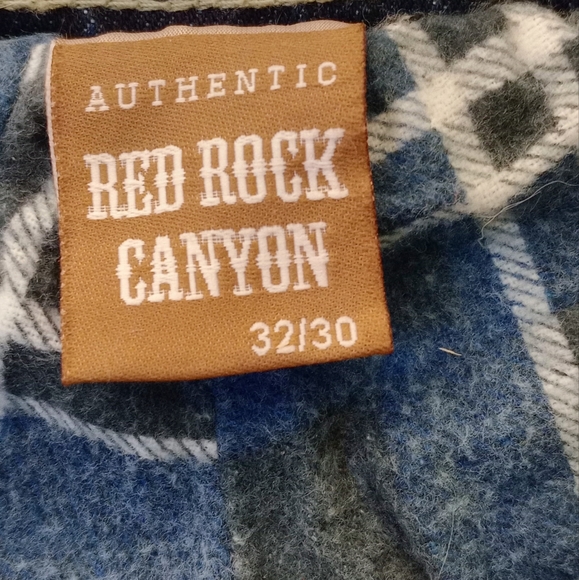 AUTHENTIC
RED ROCK
CANYON
32/30